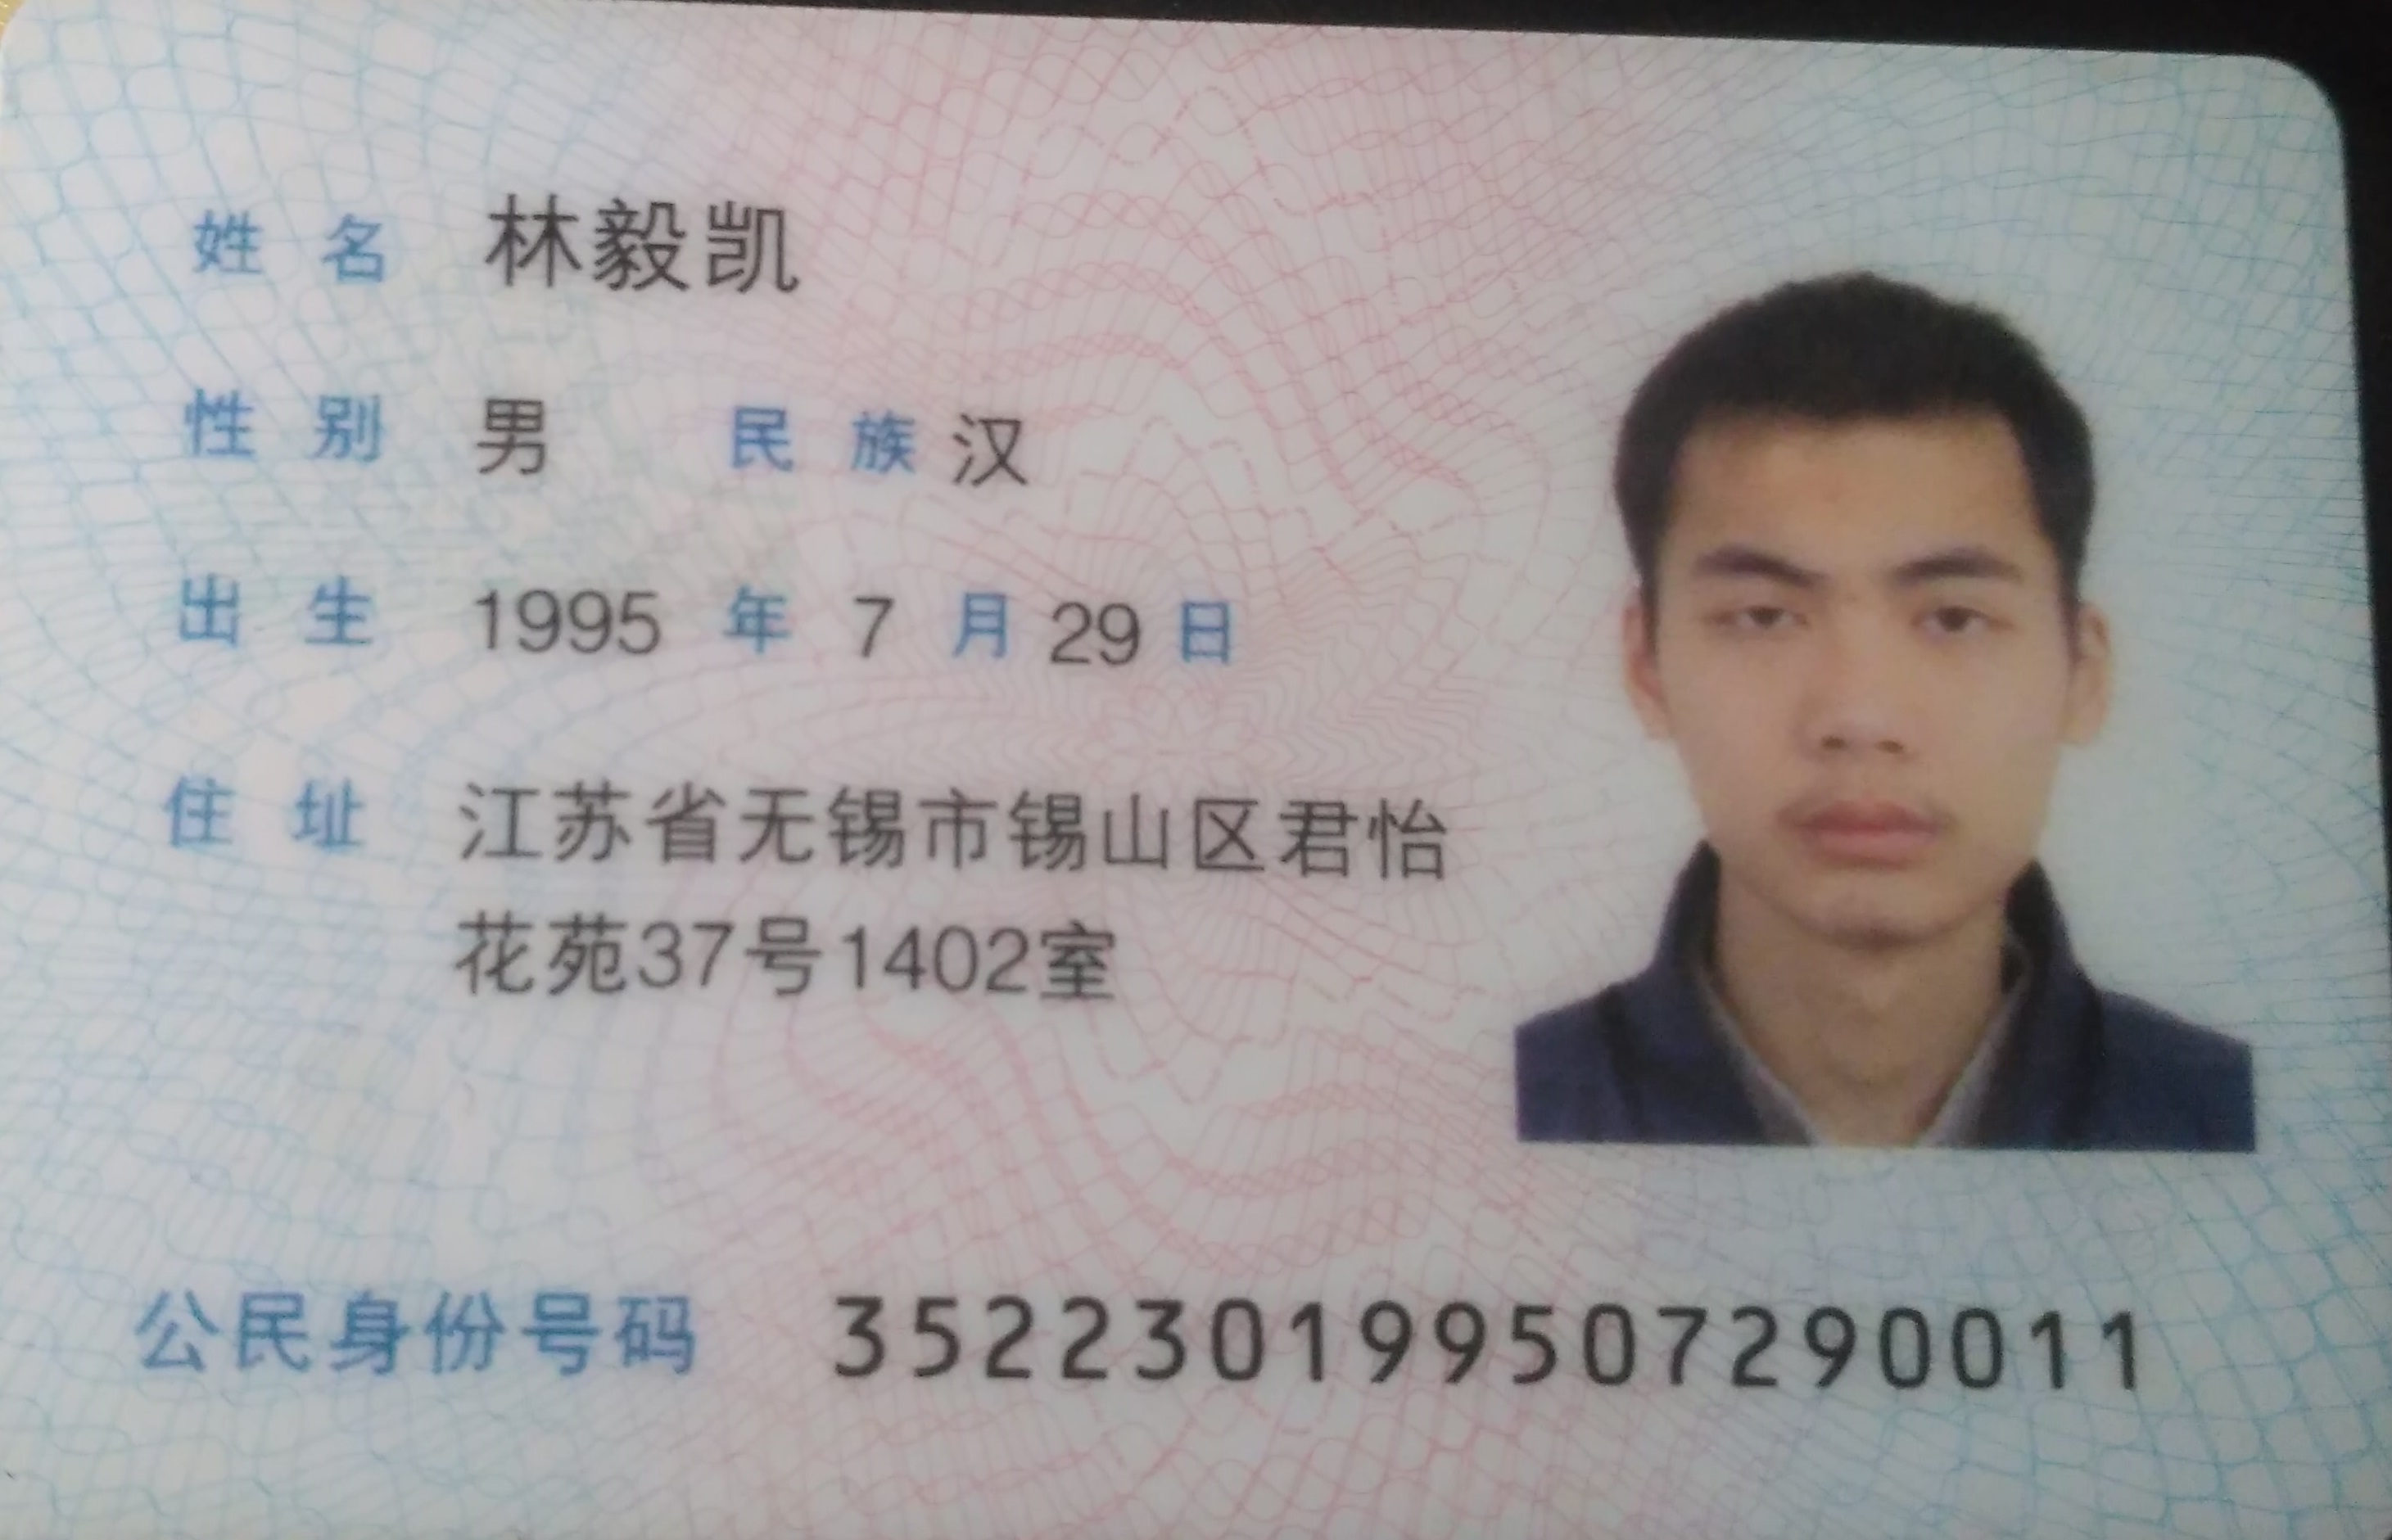 姓名 林毅凯
性别 男 民族 汉
出生 1995 年 7 月 29 日
住址 江苏省无锡市锡山区君怡
花苑37号1402室
公民身份号码 352230199507290011